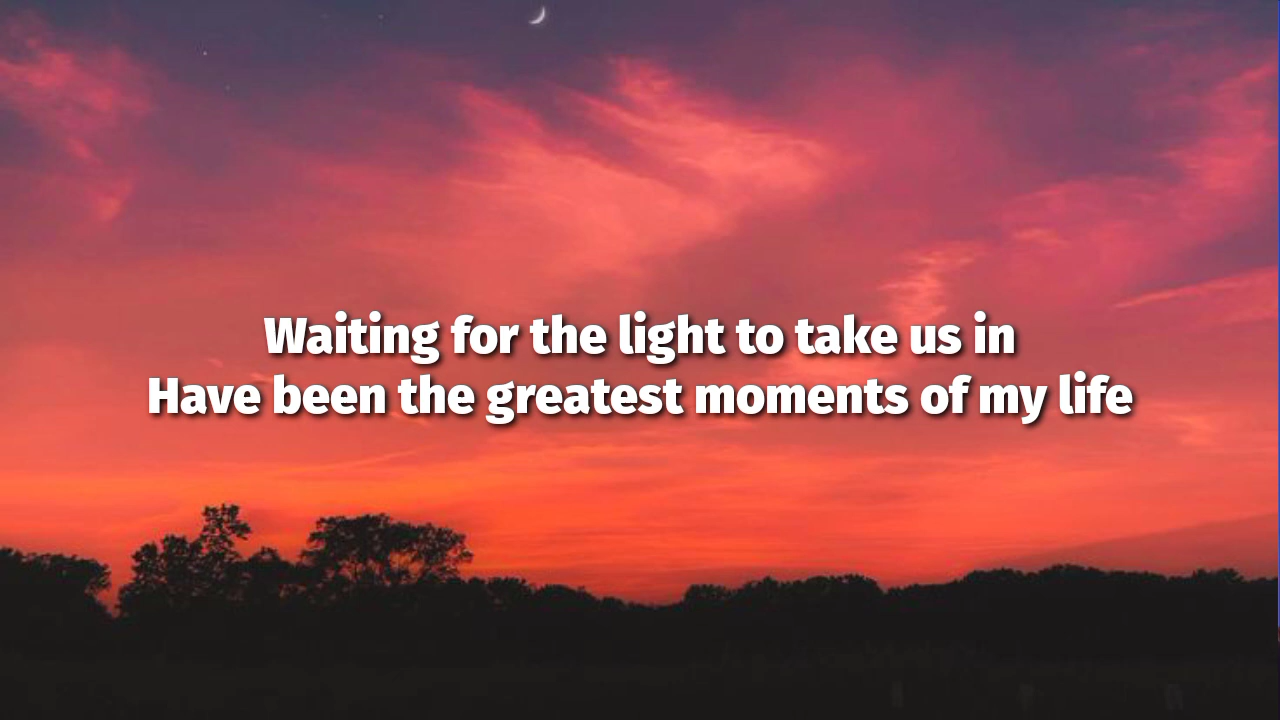 Waiting for the light to take us in
Have been the greatest moments of my life